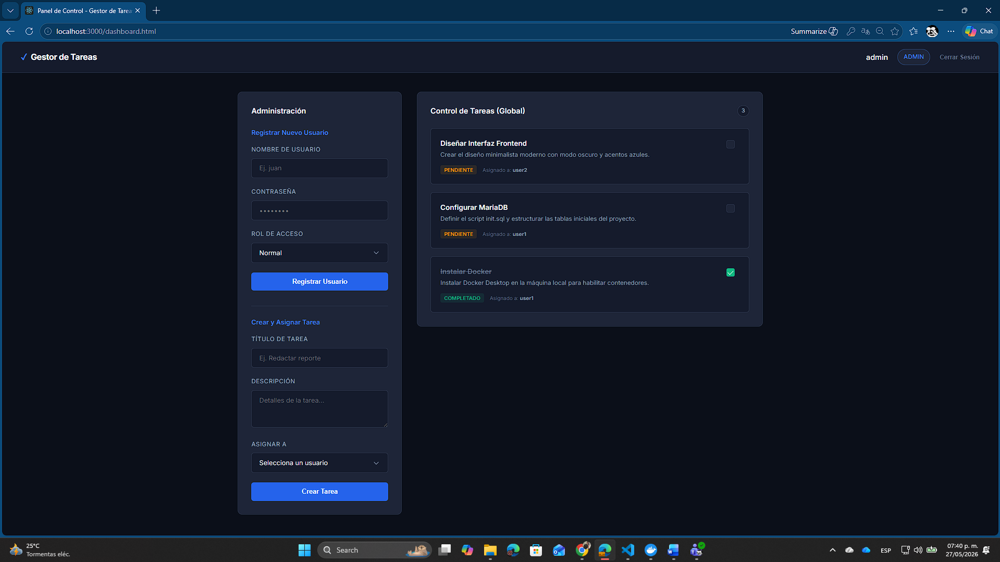 Panel de Control - Gestor de Tarea
localhost:3000/dashboard.html
Summarize
Chat
✓ Gestor de Tareas
admin
ADMIN
Cerrar Sesión
Administración
Registrar Nuevo Usuario
NOMBRE DE USUARIO
Ej. juan
CONTRASEÑA
••••••••
ROL DE ACCESO
Normal
Registrar Usuario
Crear y Asignar Tarea
TÍTULO DE TAREA
Ej. Redactar reporte
DESCRIPCIÓN
Detalles de la tarea...
ASIGNAR A
Selecciona un usuario
Crear Tarea
Control de Tareas (Global)
3
Diseñar Interfaz Frontend
Crear el diseño minimalista moderno con modo oscuro y acentos azules.
PENDIENTE Asignado a: user2
Configurar MariaDB
Definir el script init.sql y estructurar las tablas iniciales del proyecto.
PENDIENTE Asignado a: user1
Instalar Docker
Instalar Docker Desktop en la máquina local para habilitar contenedores.
COMPLETADO Asignado a: user1
25°C
Tormentas eléc.
Search
ESP
07:40 p. m.
27/05/2026